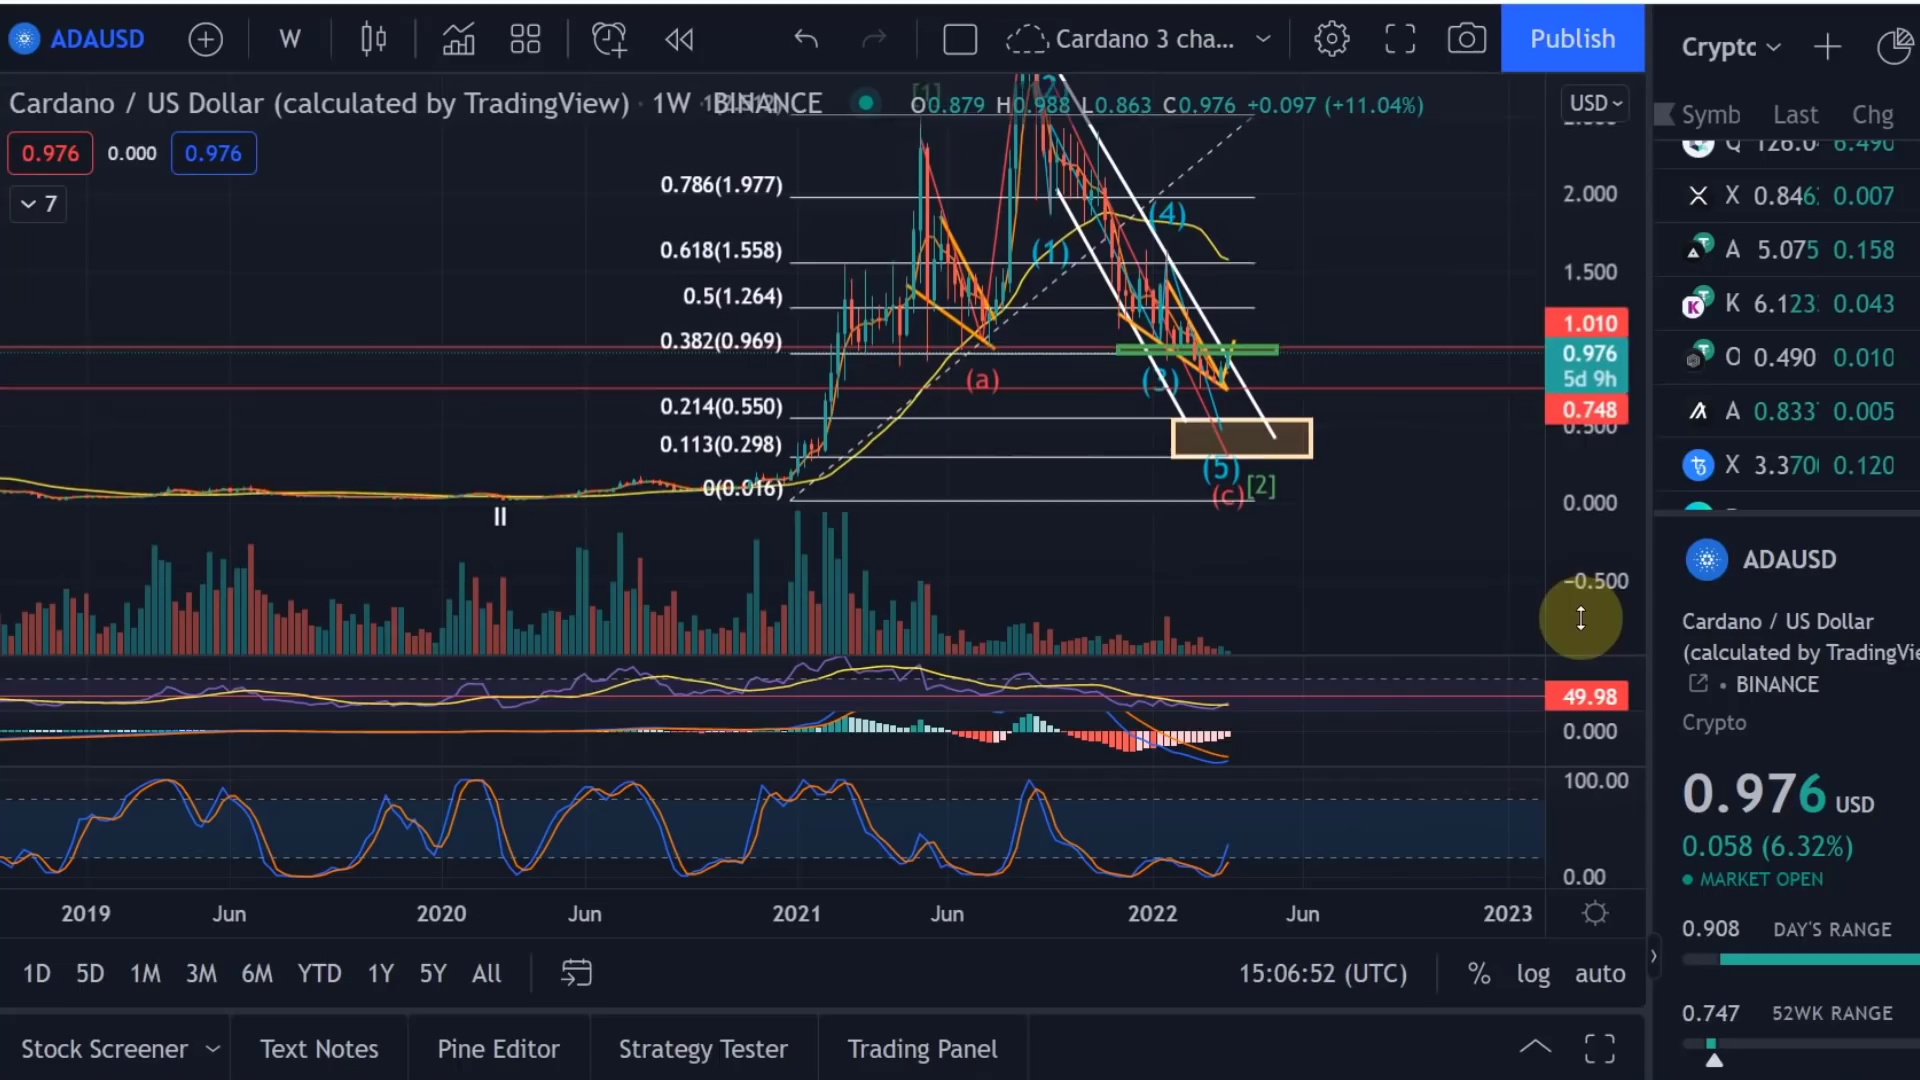 ADAUSD
W
Cardano 3 cha...
Publish
Crypto
Cardano / US Dollar (calculated by TradingView) · 1W · BINANCE
O0.879 H0.988 L0.863 C0.976 +0.097 (+11.04%)
USD
Symb Last Chg
0.976 0.000 0.976
7
[1]
2
6.490
X 0.846 0.007
A 5.075 0.158
K 6.123 0.043
O 0.490 0.010
A 0.833 0.005
X 3.370 0.120
0.786(1.977)
0.618(1.558)
0.5(1.264)
0.382(0.969)
0.214(0.550)
0.113(0.298)
0(0.016)
(1)
(4)
(a)
(3)
(5)
(c) [2]
II
2.000
1.500
1.010
0.976
5d 9h
0.748
0.500
0.000
-0.500
49.98
0.000
100.00
0.00
ADAUSD
Cardano / US Dollar
(calculated by TradingVie
BINANCE
Crypto
0.976 USD
0.058 (6.32%)
MARKET OPEN
0.908 DAY'S RANGE
0.747 52WK RANGE
2019 Jun 2020 Jun 2021 Jun 2022 Jun 2023
1D 5D 1M 3M 6M YTD 1Y 5Y All
15:06:52 (UTC) % log auto
Stock Screener Text Notes Pine Editor Strategy Tester Trading Panel